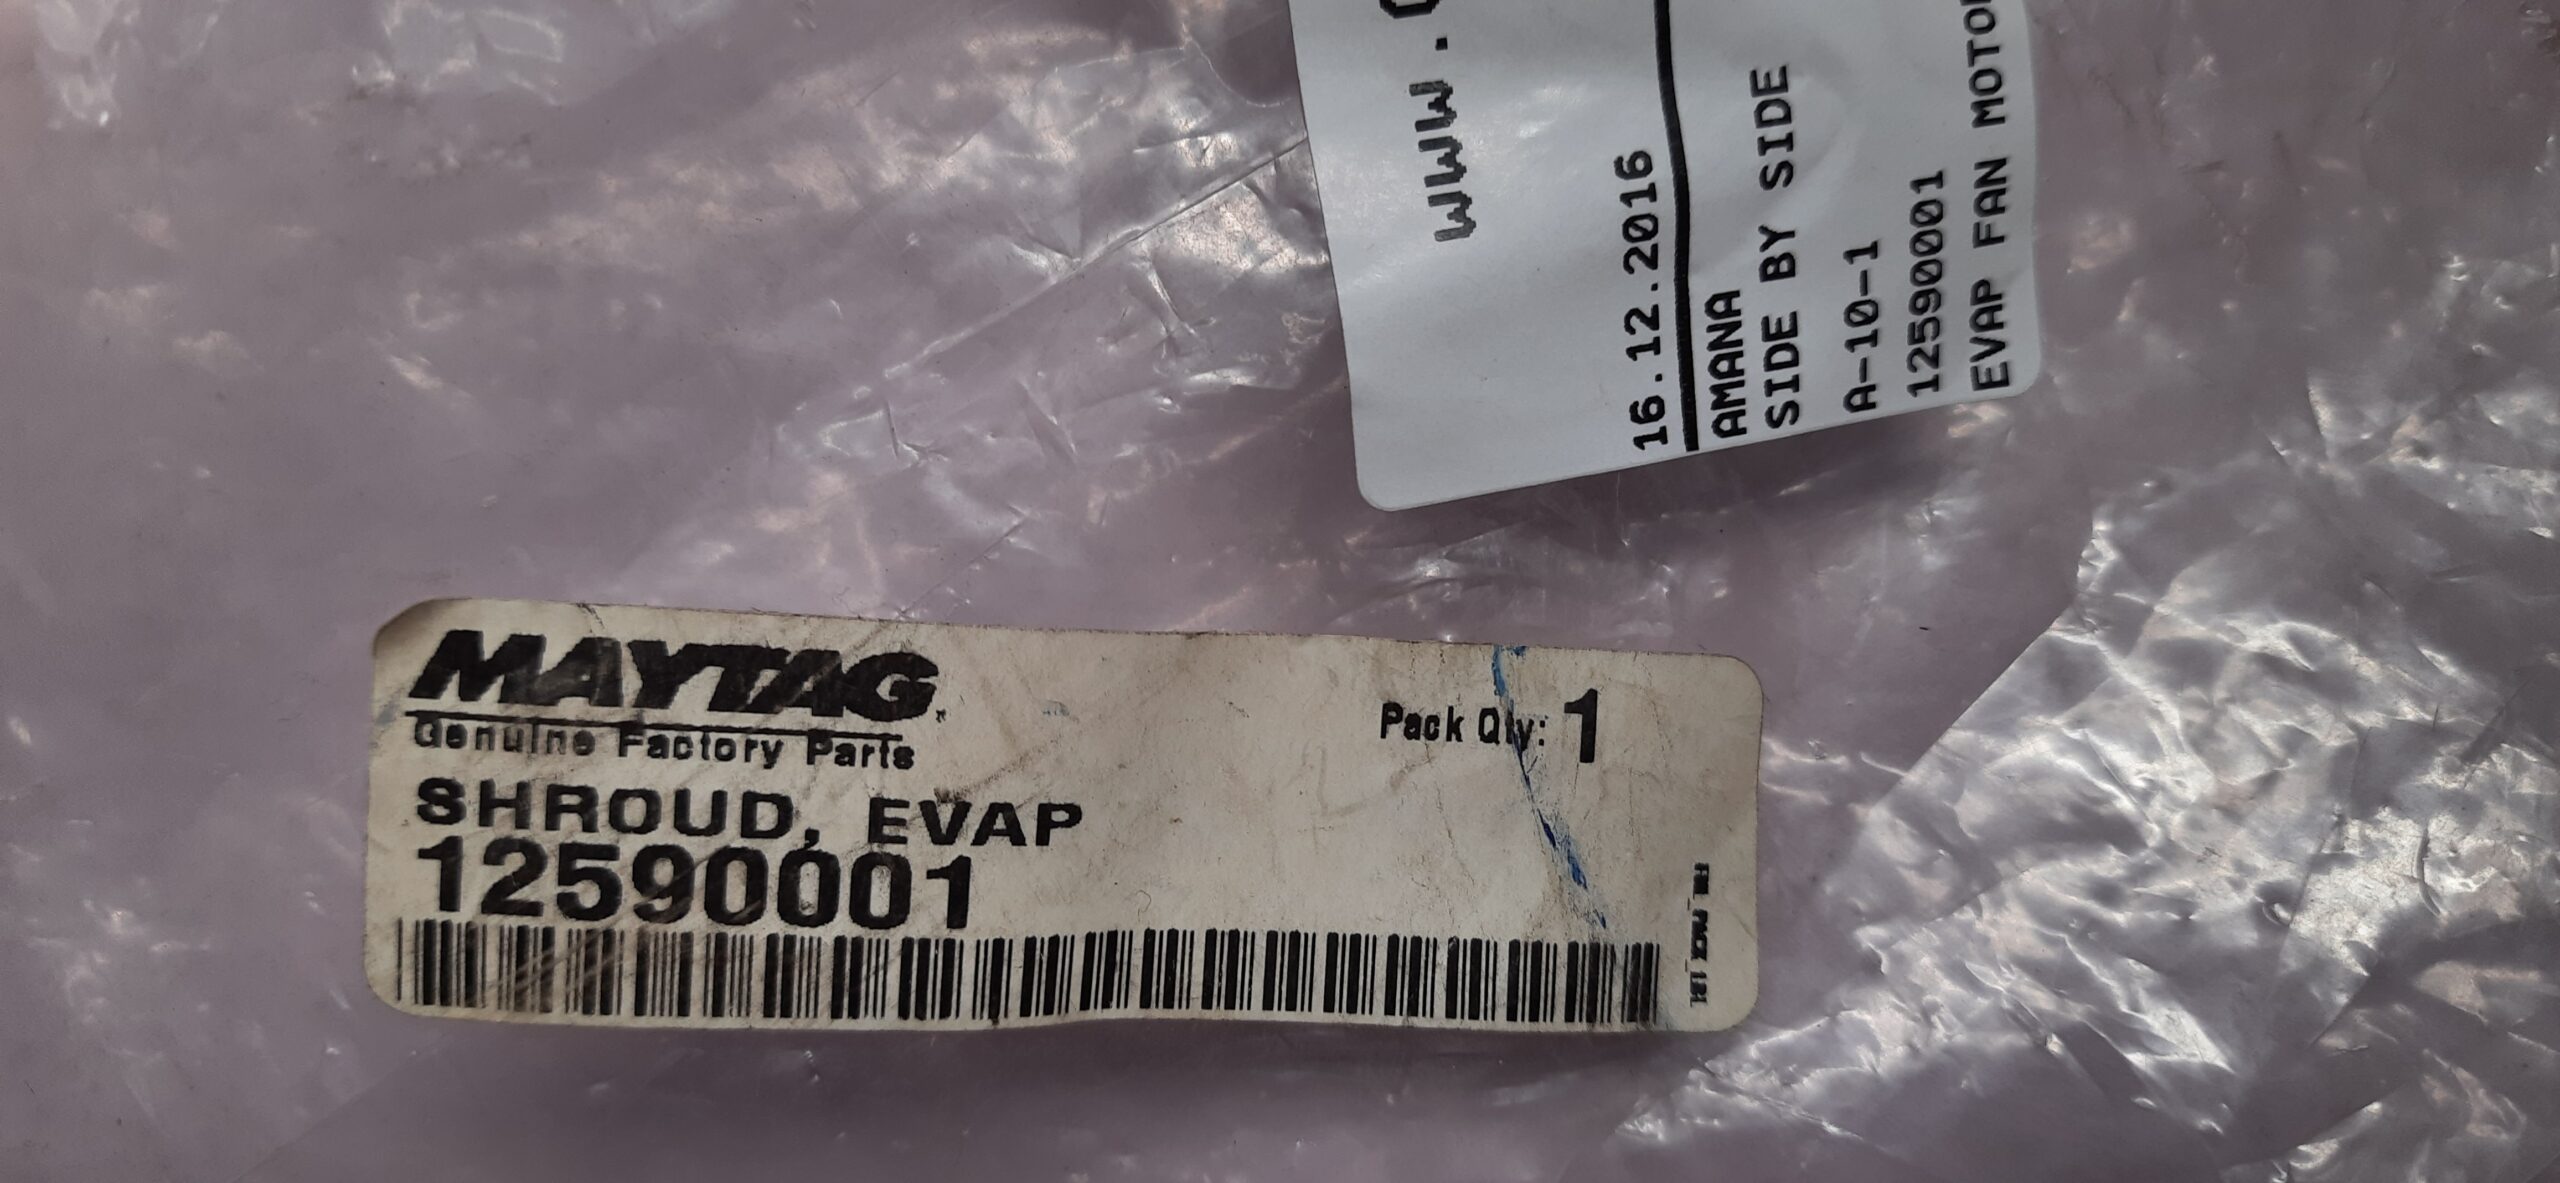 www.
16.12.2016
AMANA
SIDE BY SIDE
A-10-1
12590001
EVAP FAN MOTO
MAYTAG
Genuine Factory Parts
Pack Qty: 1
SHROUD, EVAP
12590001